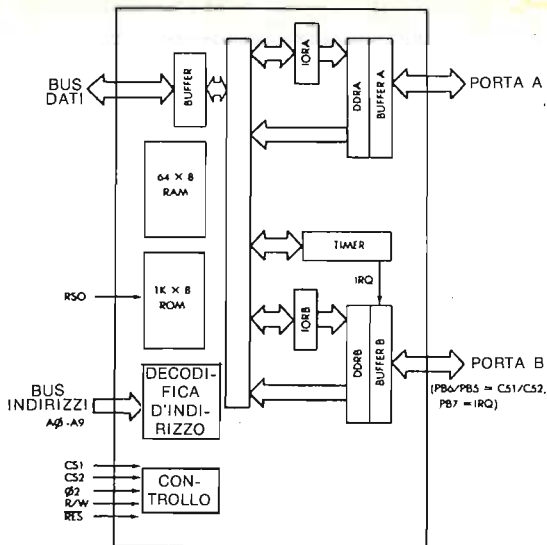 BUS
DATI
BUFFER
IORA
DDRA
BUFFER A
PORTA A
64 × 8
RAM
TIMER
IRQ
RSO
1K × 8
ROM
IORB
DDRB
BUFFER B
PORTA B
(PB6/PB5 = CS1/CS2,
PB7 = IRQ)
BUS
INDIRIZZI
AØ-A9
DECODI-
FICA
D'INDI-
RIZZO
CS1
CS2
Ø2
R/W
RES
CON-
TROLLO